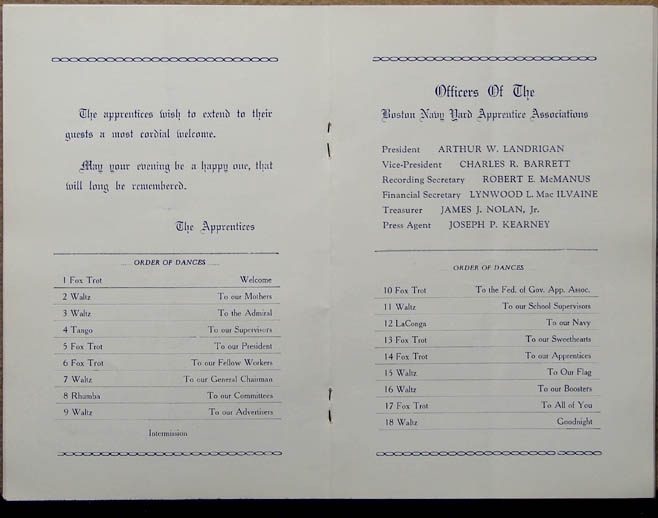 The apprentices wish to extend to their
guests a most cordial welcome.
May your evening be a happy one, that
will long be remembered.
The Apprentices
...... ORDER OF DANCES ......
1 Fox Trot Welcome
2 Waltz To our Mothers
3 Waltz To the Admiral
4 Tango To our Supervisors
5 Fox Trot To our President
6 Fox Trot To our Fellow Workers
7 Waltz To our General Chairman
8 Rhumba To our Committees
9 Waltz To our Advertisers
Intermission
Officers Of The
Boston Navy Yard Apprentice Associations
President ARTHUR W. LANDRIGAN
Vice-President CHARLES R. BARRETT
Recording Secretary ROBERT E. McMANUS
Financial Secretary LYNWOOD L. Mac ILVAINE
Treasurer JAMES J. NOLAN, Jr.
Press Agent JOSEPH P. KEARNEY
...... ORDER OF DANCES ......
10 Fox Trot To the Fed. of Gov. App. Assoc.
11 Waltz To our School Supervisors
12 LaConga To our Navy
13 Fox Trot To our Sweethearts
14 Fox Trot To our Apprentices
15 Waltz To Our Flag
16 Waltz To our Boosters
17 Fox Trot To All of You
18 Waltz Goodnight